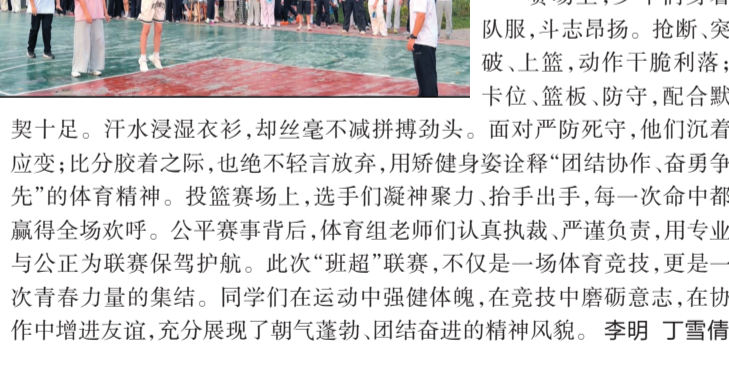 队服,斗志昂扬。抢断、突
破、上篮,动作干脆利落;
卡位、篮板、防守,配合默
契十足。汗水浸湿衣衫,却丝毫不减拼搏劲头。面对严防死守,他们沉着
应变;比分胶着之际,也绝不轻言放弃,用矫健身姿诠释“团结协作、奋勇争
先”的体育精神。投篮赛场上,选手们凝神聚力、抬手出手,每一次命中都
赢得全场欢呼。公平赛事背后,体育组老师们认真执裁、严谨负责,用专业
与公正为联赛保驾护航。此次“班超”联赛,不仅是一场体育竞技,更是一
次青春力量的集结。同学们在运动中强健体魄,在竞技中磨砺意志,在协
作中增进友谊,充分展现了朝气蓬勃、团结奋进的精神风貌。 李明 丁雪倩